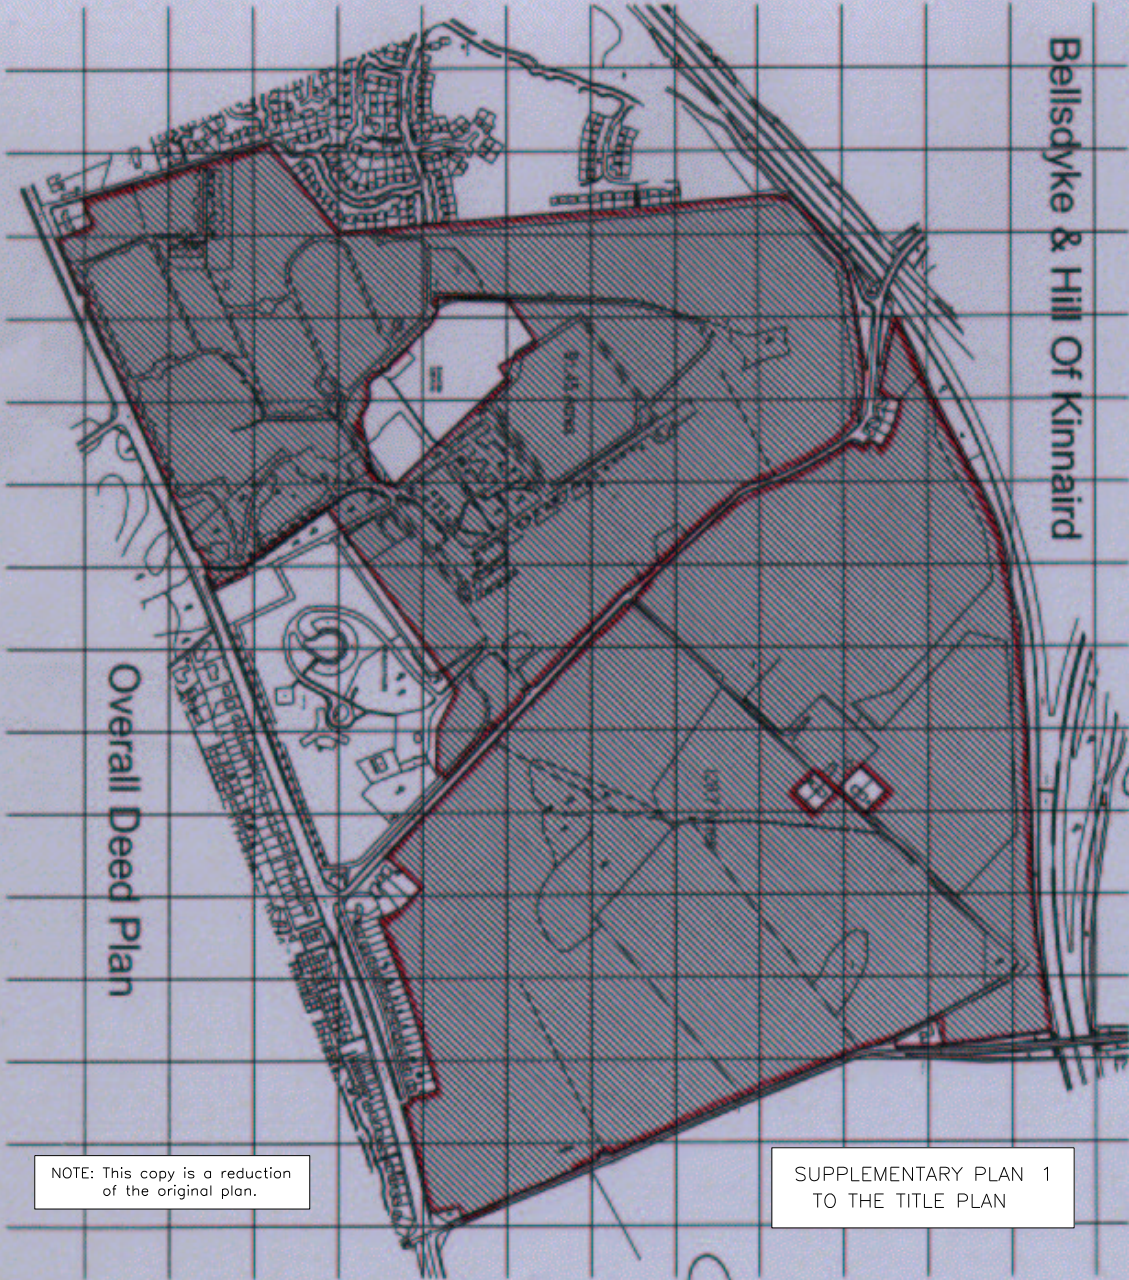 Bellsdyke & Hill Of Kinnaird
Overall Deed Plan
NOTE: This copy is a reduction
of the original plan.
SUPPLEMENTARY PLAN 1
TO THE TITLE PLAN